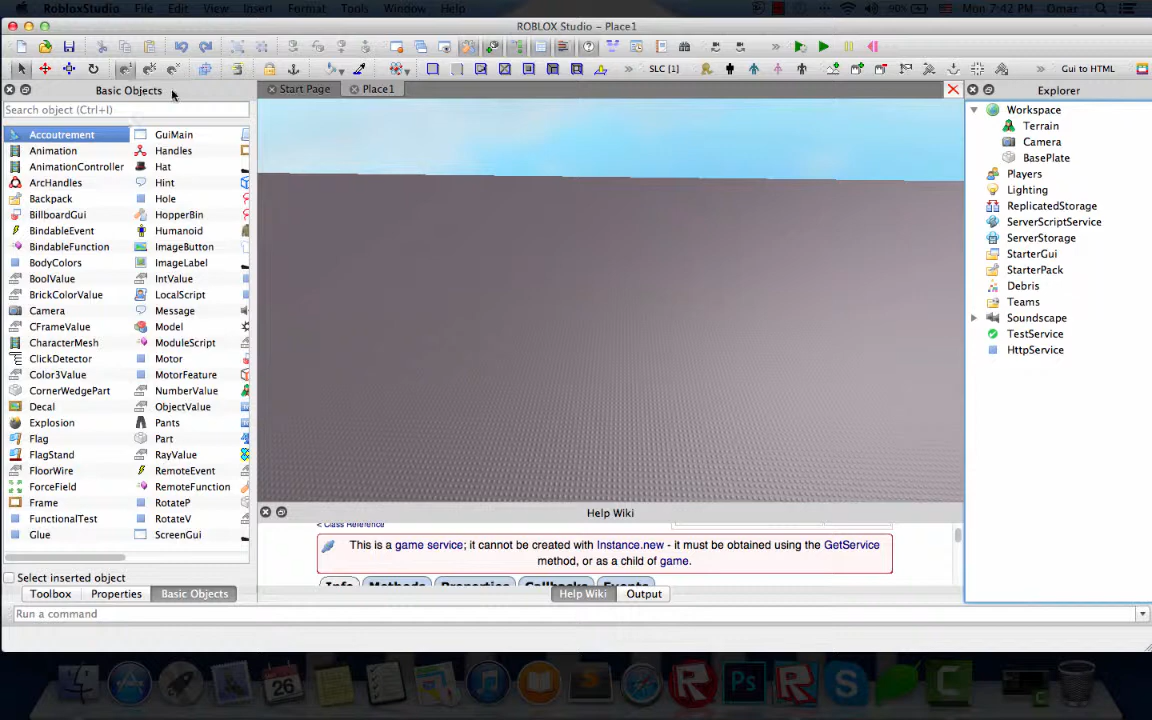 RobloxStudio File Edit View Insert Format Tools Window Help 90% Mon 7:42 PM Omar
ROBLOX Studio - Place1
SLC [1] Gui to HTML
Basic Objects
Start Page Place1
Explorer
Search object (Ctrl+I)
Accoutrement GuiMain
Animation Handles
AnimationController Hat
ArcHandles Hint
Backpack Hole
BillboardGui HopperBin
BindableEvent Humanoid
BindableFunction ImageButton
BodyColors ImageLabel
BoolValue IntValue
BrickColorValue LocalScript
Camera Message
CFrameValue Model
CharacterMesh ModuleScript
ClickDetector Motor
Color3Value MotorFeature
CornerWedgePart NumberValue
Decal ObjectValue
Explosion Pants
Flag Part
FlagStand RayValue
FloorWire RemoteEvent
ForceField RemoteFunction
Frame RotateP
FunctionalTest RotateV
Glue ScreenGui
Select inserted object
Toolbox Properties Basic Objects
Workspace
Terrain
Camera
BasePlate
Players
Lighting
ReplicatedStorage
ServerScriptService
ServerStorage
StarterGui
StarterPack
Debris
Teams
Soundscape
TestService
HttpService
Help Wiki
< Class Reference
This is a game service; it cannot be created with Instance.new - it must be obtained using the GetService
method, or as a child of game.
Info Methods Properties Callbacks Events
Help Wiki Output
Run a command
26